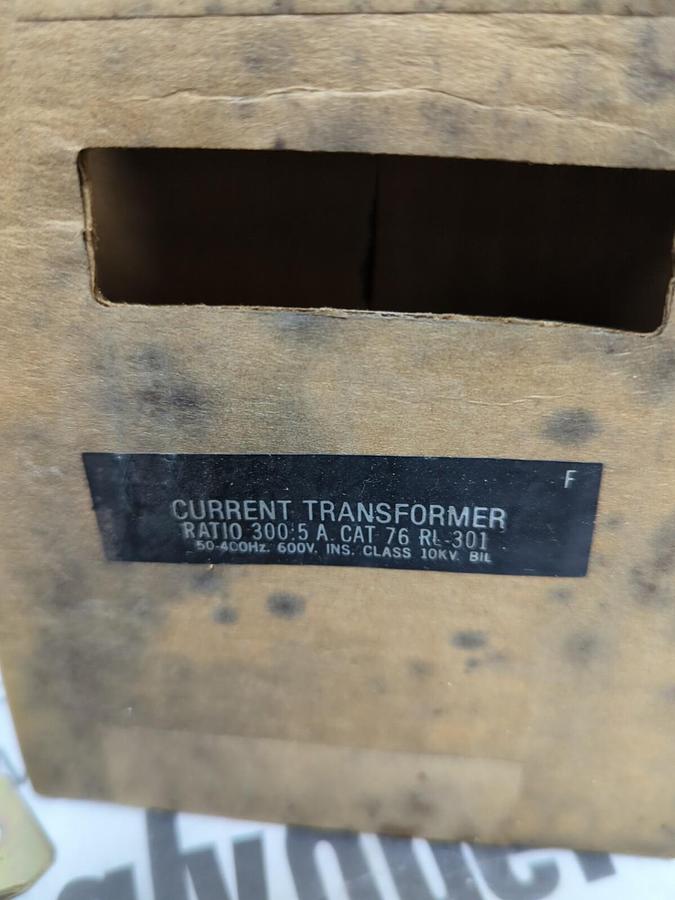 F
CURRENT TRANSFORMER
RATIO 300:5 A. CAT 76 RL-301
50-400Hz. 600V. INS. CLASS 10KV. BIL